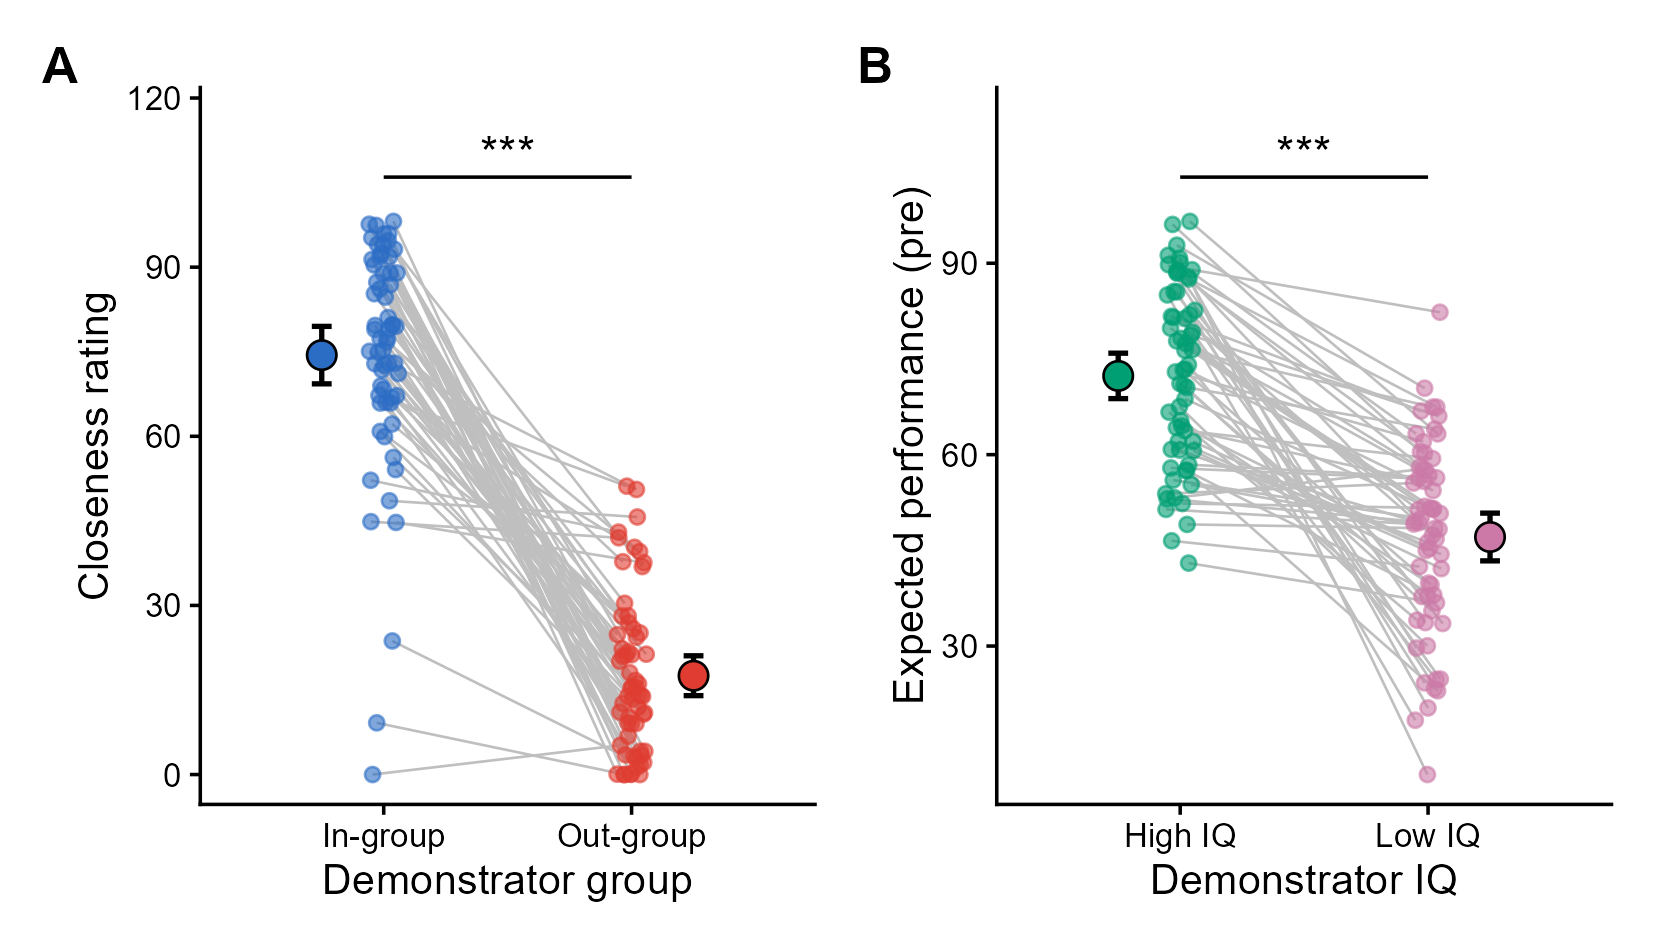 A
120
90
60
30
0
Closeness rating
***
In-group
Out-group
Demonstrator group
B
90
60
30
Expected performance (pre)
***
High IQ
Low IQ
Demonstrator IQ